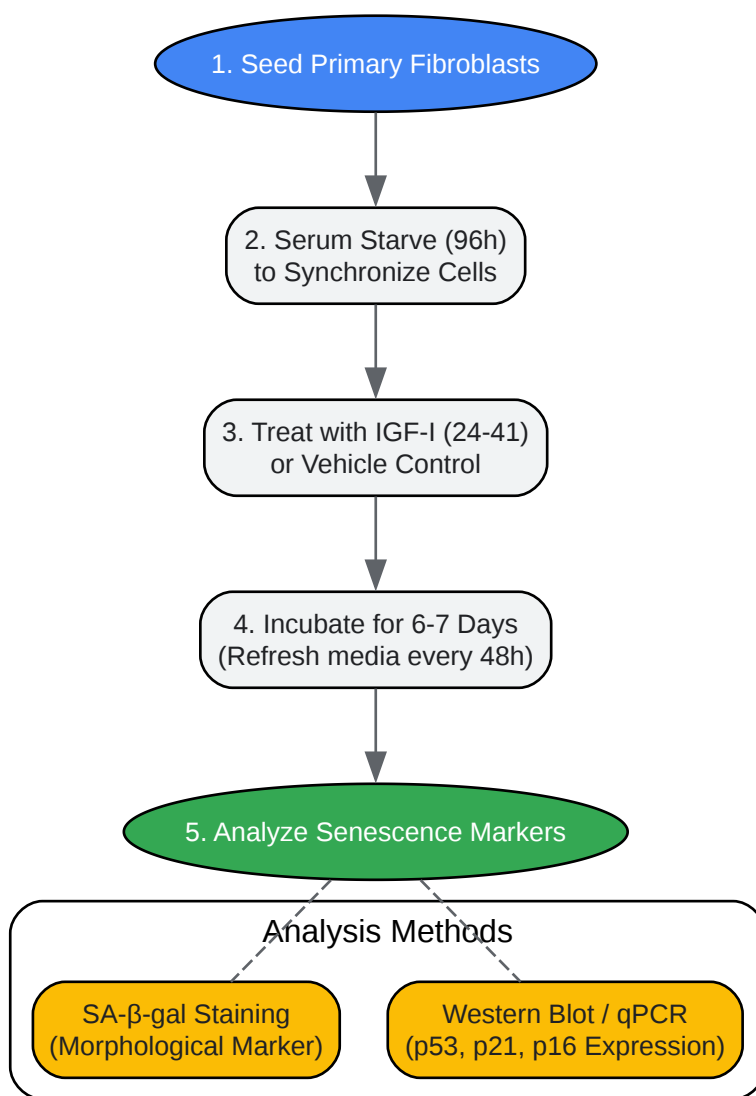 1. Seed Primary Fibroblasts
2. Serum Starve (96h)
to Synchronize Cells
3. Treat with IGF-I (24-41)
or Vehicle Control
4. Incubate for 6-7 Days
(Refresh media every 48h)
5. Analyze Senescence Markers
Analysis Methods
SA-β-gal Staining
(Morphological Marker)
Western Blot / qPCR
(p53, p21, p16 Expression)